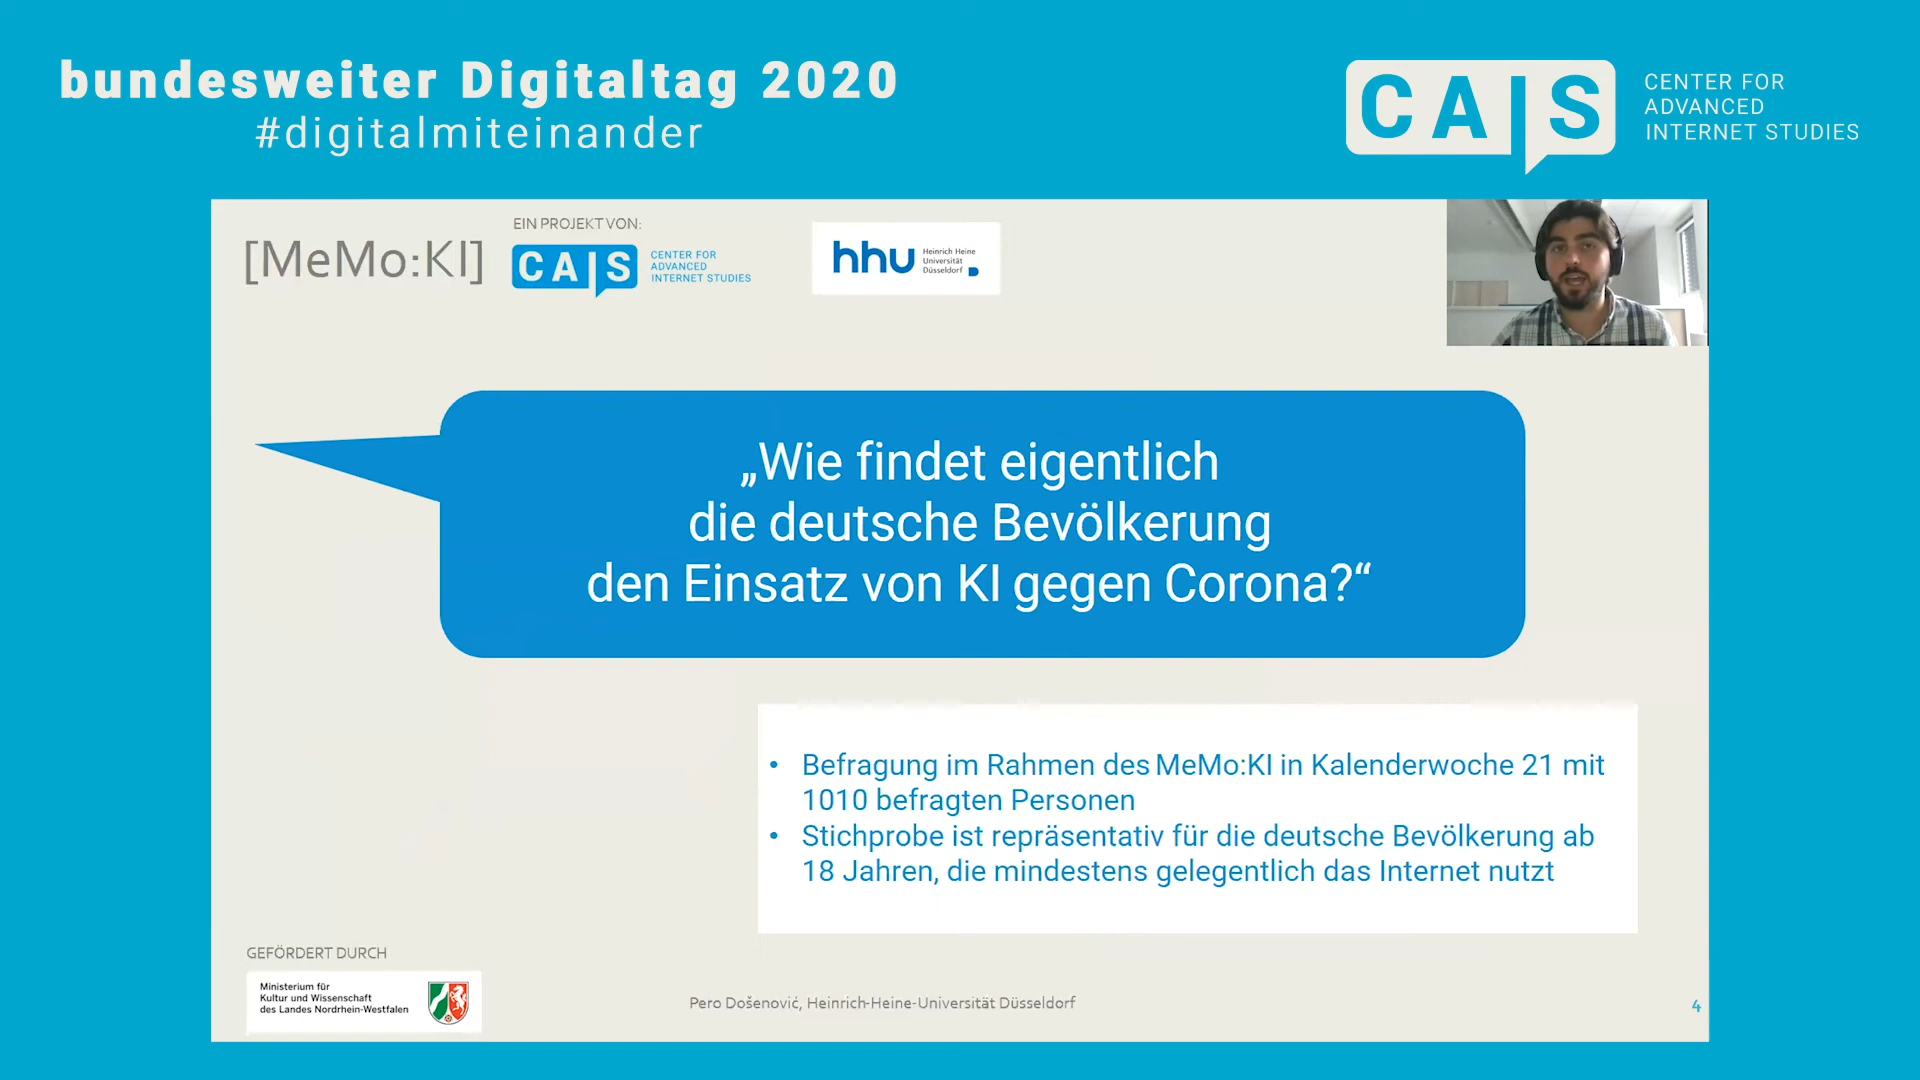 bundesweiter Digitaltag 2020
#digitalmiteinander
CAIS
CENTER FOR
ADVANCED
INTERNET STUDIES
[MeMo:KI]
EIN PROJEKT VON:
CAIS
CENTER FOR
ADVANCED
INTERNET STUDIES
hhu
Heinrich Heine
Universität
Düsseldorf
„Wie findet eigentlich
die deutsche Bevölkerung
den Einsatz von KI gegen Corona?“
• Befragung im Rahmen des MeMo:KI in Kalenderwoche 21 mit
1010 befragten Personen
• Stichprobe ist repräsentativ für die deutsche Bevölkerung ab
18 Jahren, die mindestens gelegentlich das Internet nutzt
GEFÖRDERT DURCH
Ministerium für
Kultur und Wissenschaft
des Landes Nordrhein-Westfalen
Pero Došenović, Heinrich-Heine-Universität Düsseldorf
4